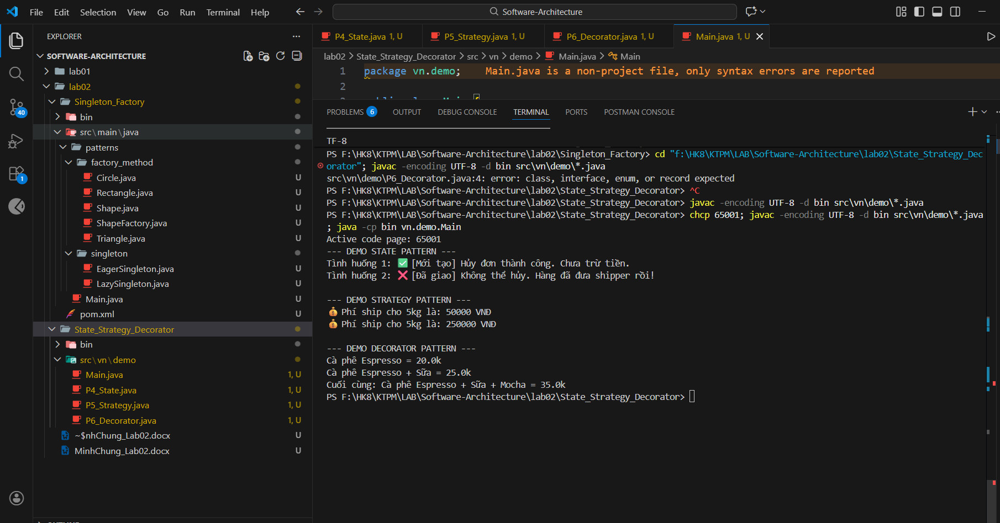 File Edit Selection View Go Run Terminal Help
Software-Architecture
EXPLORER
SOFTWARE-ARCHITECTURE
lab01
lab02
Singleton_Factory
bin
src\main\java
patterns
factory_method
Circle.java U
Rectangle.java U
Shape.java U
ShapeFactory.java U
Triangle.java U
singleton
EagerSingleton.java U
LazySingleton.java U
Main.java U
pom.xml U
State_Strategy_Decorator
bin
src\vn\demo
Main.java 1, U
P4_State.java 1, U
P5_Strategy.java 1, U
P6_Decorator.java 1, U
~$nhChung_Lab02.docx U
MinhChung_Lab02.docx U
40
1
P4_State.java 1, U P5_Strategy.java 1, U P6_Decorator.java 1, U Main.java 1, U
lab02 > State_Strategy_Decorator > src > vn > demo > Main.java > Main
1 package vn.demo; Main.java is a non-project file, only syntax errors are reported
2
PROBLEMS 6 OUTPUT DEBUG CONSOLE TERMINAL PORTS POSTMAN CONSOLE
TF-8
PS F:\HK8\KTPM\LAB\Software-Architecture\lab02\Singleton_Factory> cd "f:\HK8\KTPM\LAB\Software-Architecture\lab02\State_Strategy_Dec
orator"; javac -encoding UTF-8 -d bin src\vn\demo\*.java
src\vn\demo\P6_Decorator.java:4: error: class, interface, enum, or record expected
PS F:\HK8\KTPM\LAB\Software-Architecture\lab02\State_Strategy_Decorator> ^C
PS F:\HK8\KTPM\LAB\Software-Architecture\lab02\State_Strategy_Decorator> javac -encoding UTF-8 -d bin src\vn\demo\*.java
PS F:\HK8\KTPM\LAB\Software-Architecture\lab02\State_Strategy_Decorator> chcp 65001; javac -encoding UTF-8 -d bin src\vn\demo\*.java
; java -cp bin vn.demo.Main
Active code page: 65001
--- DEMO STATE PATTERN ---
Tình huống 1: ✅ [Mới tạo] Hủy đơn thành công. Chưa trừ tiền.
Tình huống 2: ❌ [Đã giao] Không thể hủy. Hàng đã đưa shipper rồi!
--- DEMO STRATEGY PATTERN ---
💰 Phí ship cho 5kg là: 50000 VNĐ
💰 Phí ship cho 5kg là: 250000 VNĐ
--- DEMO DECORATOR PATTERN ---
Cà phê Espresso = 20.0k
Cà phê Espresso + Sữa = 25.0k
Cuối cùng: Cà phê Espresso + Sữa + Mocha = 35.0k
PS F:\HK8\KTPM\LAB\Software-Architecture\lab02\State_Strategy_Decorator>